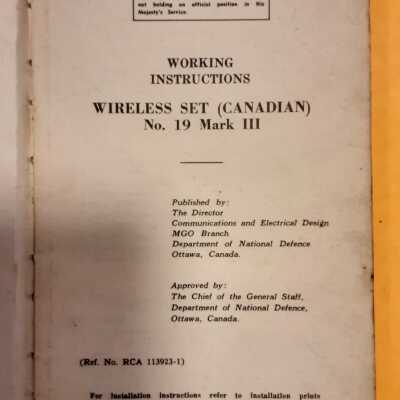 not holding an official position in His
Majesty's Service.
WORKING
INSTRUCTIONS
WIRELESS SET (CANADIAN)
No. 19 Mark III
Published by:
The Director
Communications and Electrical Design
MGO Branch
Department of National Defence
Ottawa, Canada.
Approved by:
The Chief of the General Staff,
Department of National Defence,
Ottawa, Canada.
(Ref. No. RCA 113923-1)
For Installation instructions refer to Installation prints